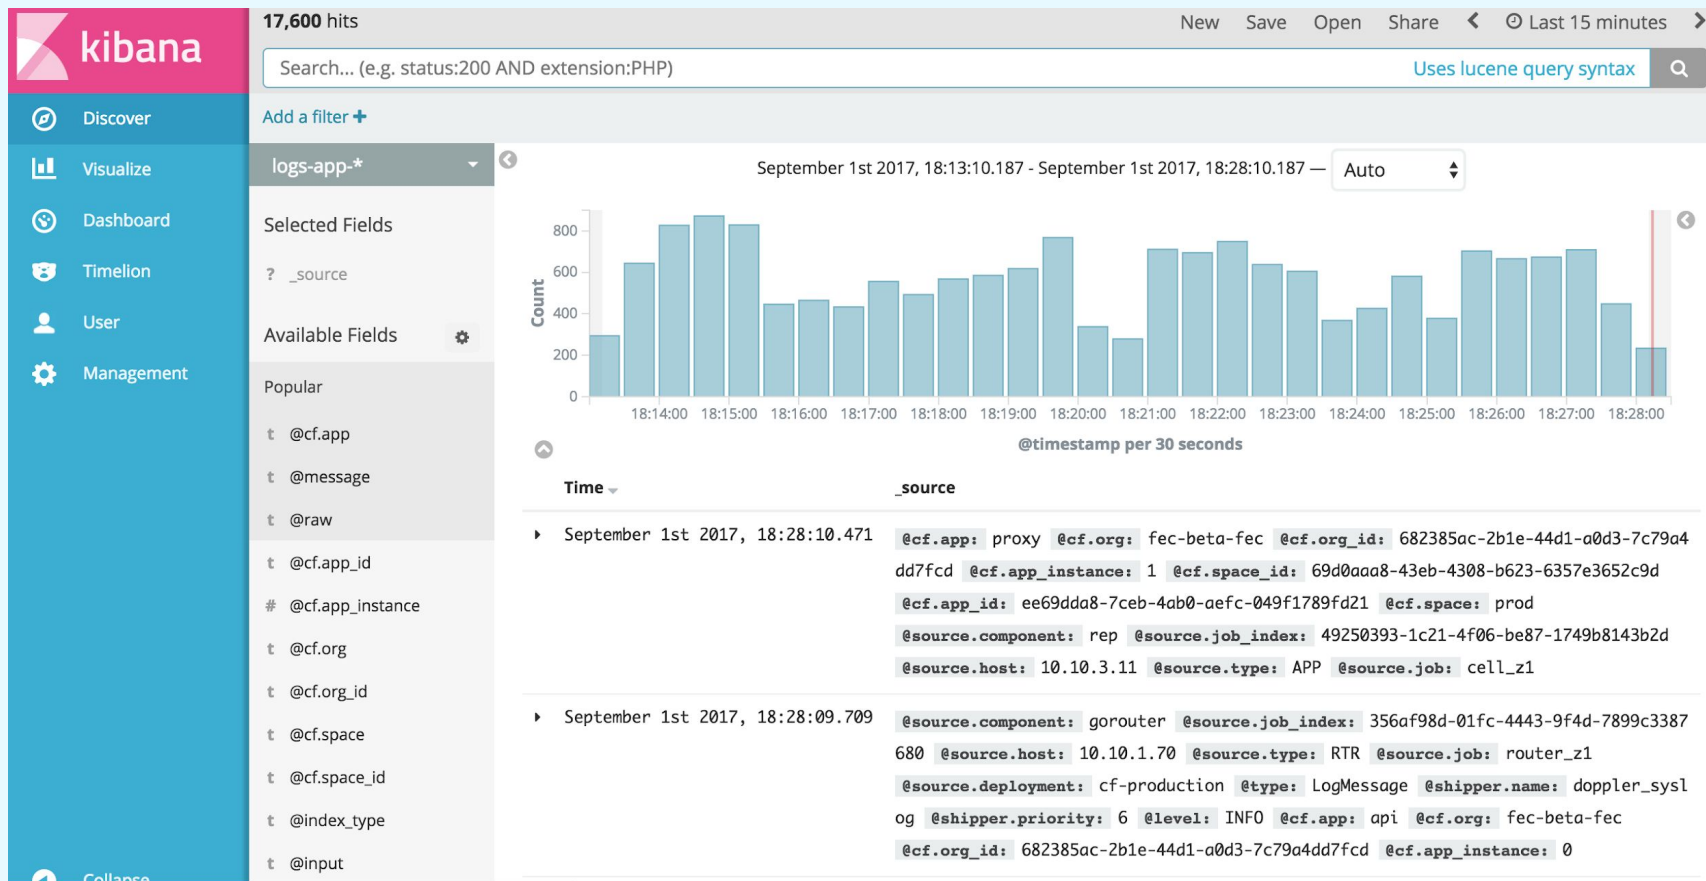 kibana
17,600 hits
New Save Open Share Last 15 minutes
Search... (e.g. status:200 AND extension:PHP)
Uses lucene query syntax
Discover
Visualize
Dashboard
Timelion
User
Management
Collapse
Add a filter +
logs-app-*
Selected Fields
? _source
Available Fields
Popular
t @cf.app
t @message
t @raw
t @cf.app_id
# @cf.app_instance
t @cf.org
t @cf.org_id
t @cf.space
t @cf.space_id
t @index_type
t @input
September 1st 2017, 18:13:10.187 - September 1st 2017, 18:28:10.187 — Auto
Count
800
600
400
200
0
18:14:00 18:15:00 18:16:00 18:17:00 18:18:00 18:19:00 18:20:00 18:21:00 18:22:00 18:23:00 18:24:00 18:25:00 18:26:00 18:27:00 18:28:00
@timestamp per 30 seconds
Time _source
September 1st 2017, 18:28:10.471
@cf.app: proxy @cf.org: fec-beta-fec @cf.org_id: 682385ac-2b1e-44d1-a0d3-7c79a4
dd7fcd @cf.app_instance: 1 @cf.space_id: 69d0aaa8-43eb-4308-b623-6357e3652c9d
@cf.app_id: ee69dda8-7ceb-4ab0-aefc-049f1789fd21 @cf.space: prod
@source.component: rep @source.job_index: 49250393-1c21-4f06-be87-1749b8143b2d
@source.host: 10.10.3.11 @source.type: APP @source.job: cell_z1
September 1st 2017, 18:28:09.709
@source.component: gorouter @source.job_index: 356af98d-01fc-4443-9f4d-7899c3387
680 @source.host: 10.10.1.70 @source.type: RTR @source.job: router_z1
@source.deployment: cf-production @type: LogMessage @shipper.name: doppler_sysl
og @shipper.priority: 6 @level: INFO @cf.app: api @cf.org: fec-beta-fec
@cf.org_id: 682385ac-2b1e-44d1-a0d3-7c79a4dd7fcd @cf.app_instance: 0